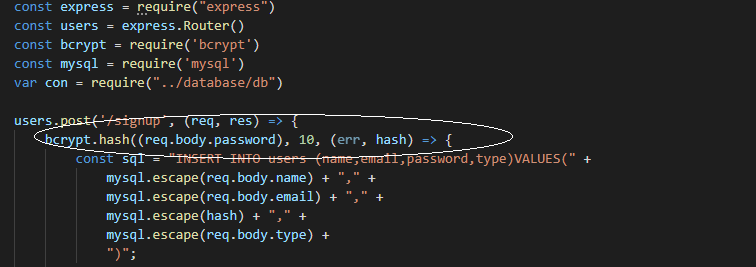 const express = require("express")
const users = express.Router()
const bcrypt = require('bcrypt')
const mysql = require('mysql')
var con = require("../database/db")
users.post('/signup', (req, res) => {
bcrypt.hash((req.body.password), 10, (err, hash) => {
const sql = "INSERT INTO users (name,email,password,type)VALUES(" +
mysql.escape(req.body.name) + "," +
mysql.escape(req.body.email) + "," +
mysql.escape(hash) + "," +
mysql.escape(req.body.type) +
")";